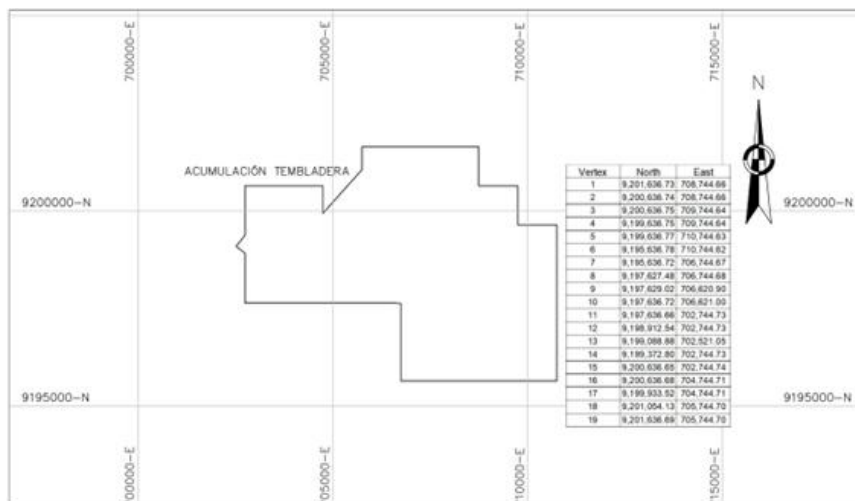 700000-E
705000-E
710000-E
715000-E
N
ACUMULACIÓN TEMBLADERA
9200000-N
9200000-N
Vertex North East
1 9,201,636.73 708,744.66
2 9,200,636.74 708,744.66
3 9,200,636.75 709,744.64
4 9,199,636.75 709,744.64
5 9,199,636.77 710,744.63
6 9,195,636.78 710,744.62
7 9,195,636.72 706,744.67
8 9,197,627.48 706,744.68
9 9,197,629.02 706,620.90
10 9,197,636.72 706,621.00
11 9,197,636.66 702,744.73
12 9,198,912.54 702,744.73
13 9,199,088.88 702,521.05
14 9,199,372.80 702,744.73
15 9,200,636.65 702,744.74
16 9,200,636.68 704,744.71
17 9,199,933.52 704,744.71
18 9,201,054.13 705,744.70
19 9,201,636.69 705,744.70
9195000-N
9195000-N
700000-E
705000-E
710000-E
715000-E